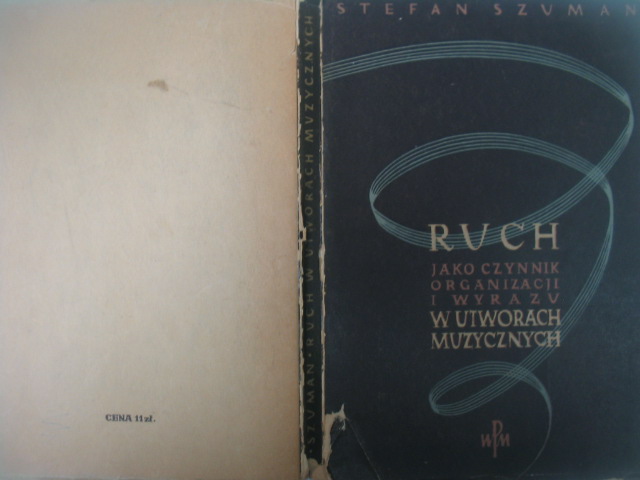 STEFAN SZUMAN
RUCH
JAKO CZYNNIK
ORGANIZACJI
I WYRAZU
W UTWORACH
MUZYCZNYCH
SZUMAN · RUCH W UTWORACH MUZYCZNYCH
CENA 11 zł.